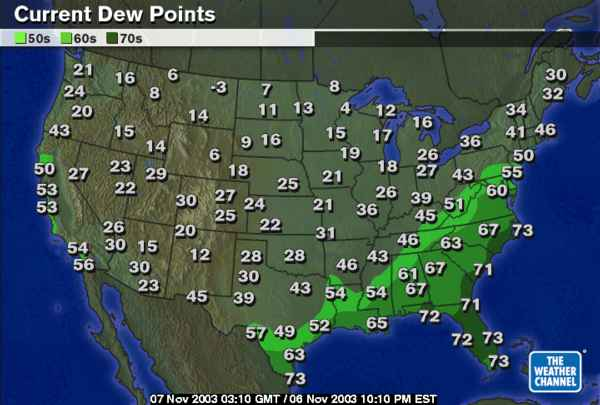 Current Dew Points
50s 60s 70s
21 16 6 -3 7 8 30
24 8 32
20 14 11 13 4 12 16 34
43 15 14 9 16 15 17 36 41 46
50 27 23 29 6 18 19 18 26 27 43 50 55
53 22 30 27 25 21 26 39 51 60
53 25 24 21 36 45
26 20 22 31 46 67 73
54 30 15 12 28 28 43 63
56 30 30 46 61 67 71
23 45 39 43 54 54 67 71
57 49 52 65 72
63 72 73
73 73
THE
WEATHER
CHANNEL
07 Nov 2003 03:10 GMT / 06 Nov 2003 10:10 PM EST